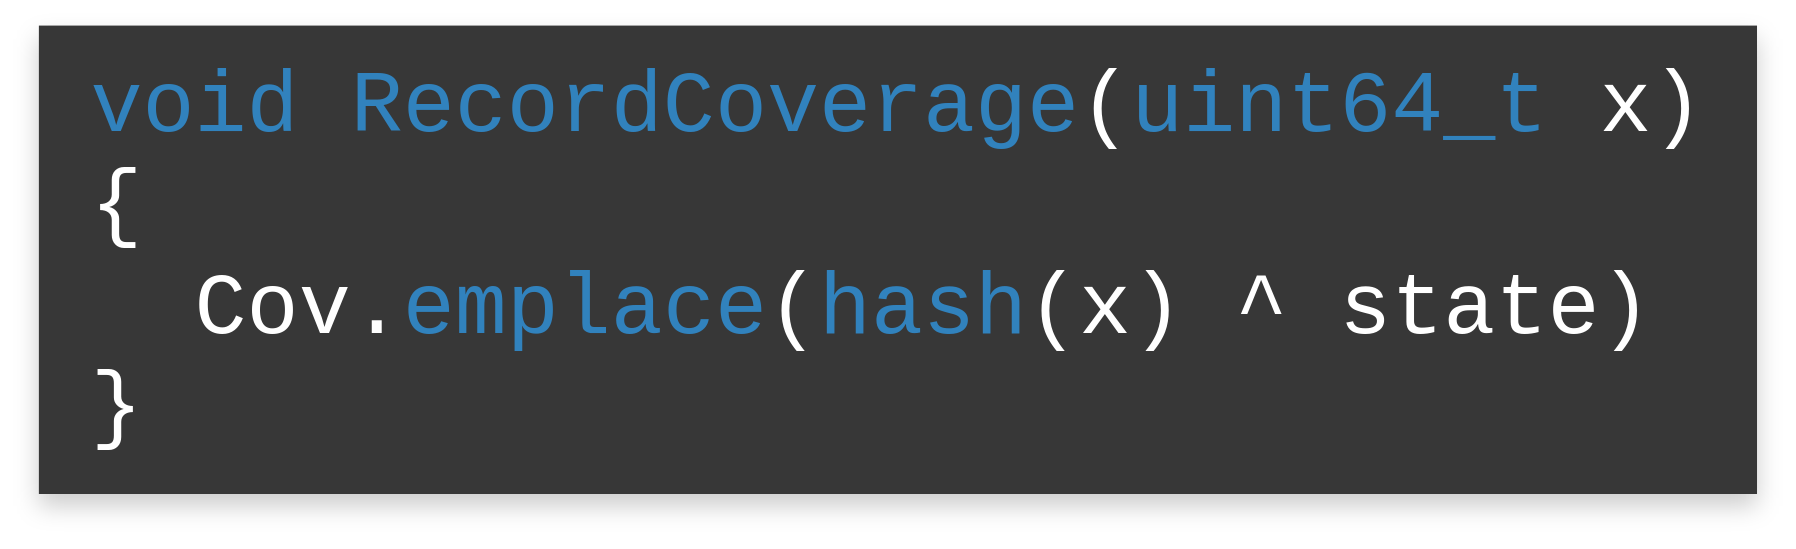 void RecordCoverage(uint64_t x)
{
  Cov.emplace(hash(x) ^ state)
}